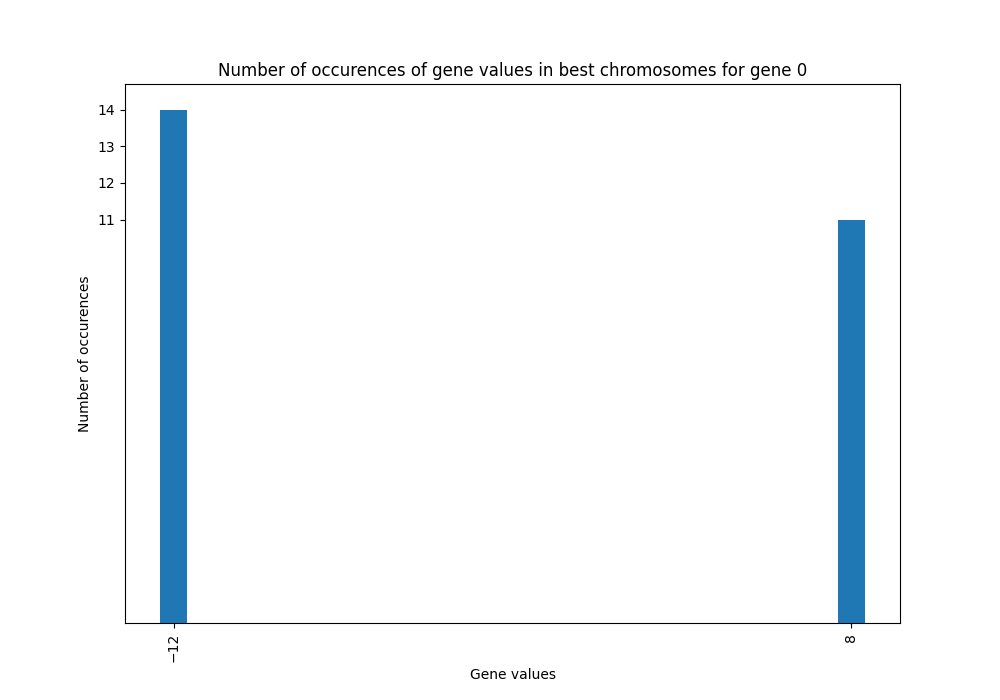 Number of occurences of gene values in best chromosomes for gene 0
14
13
12
11
Number of occurences
−12
8
Gene values